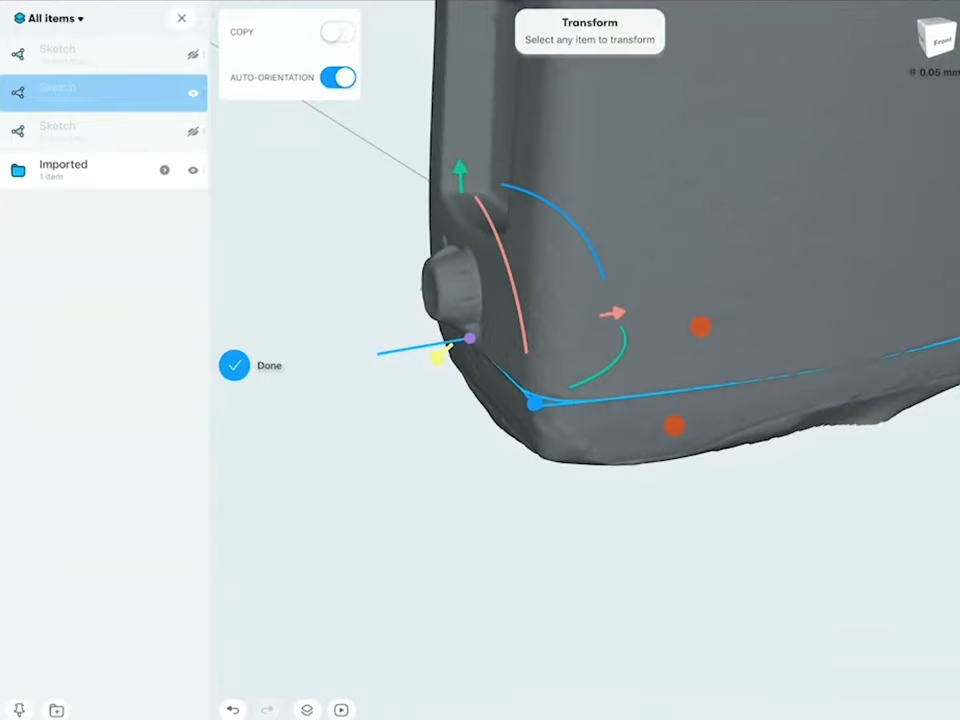 All items
COPY
Transform
Select any item to transform
Sketch
Sketch
AUTO-ORIENTATION
Front
0.05 mm
Sketch
Imported
1 item
Done